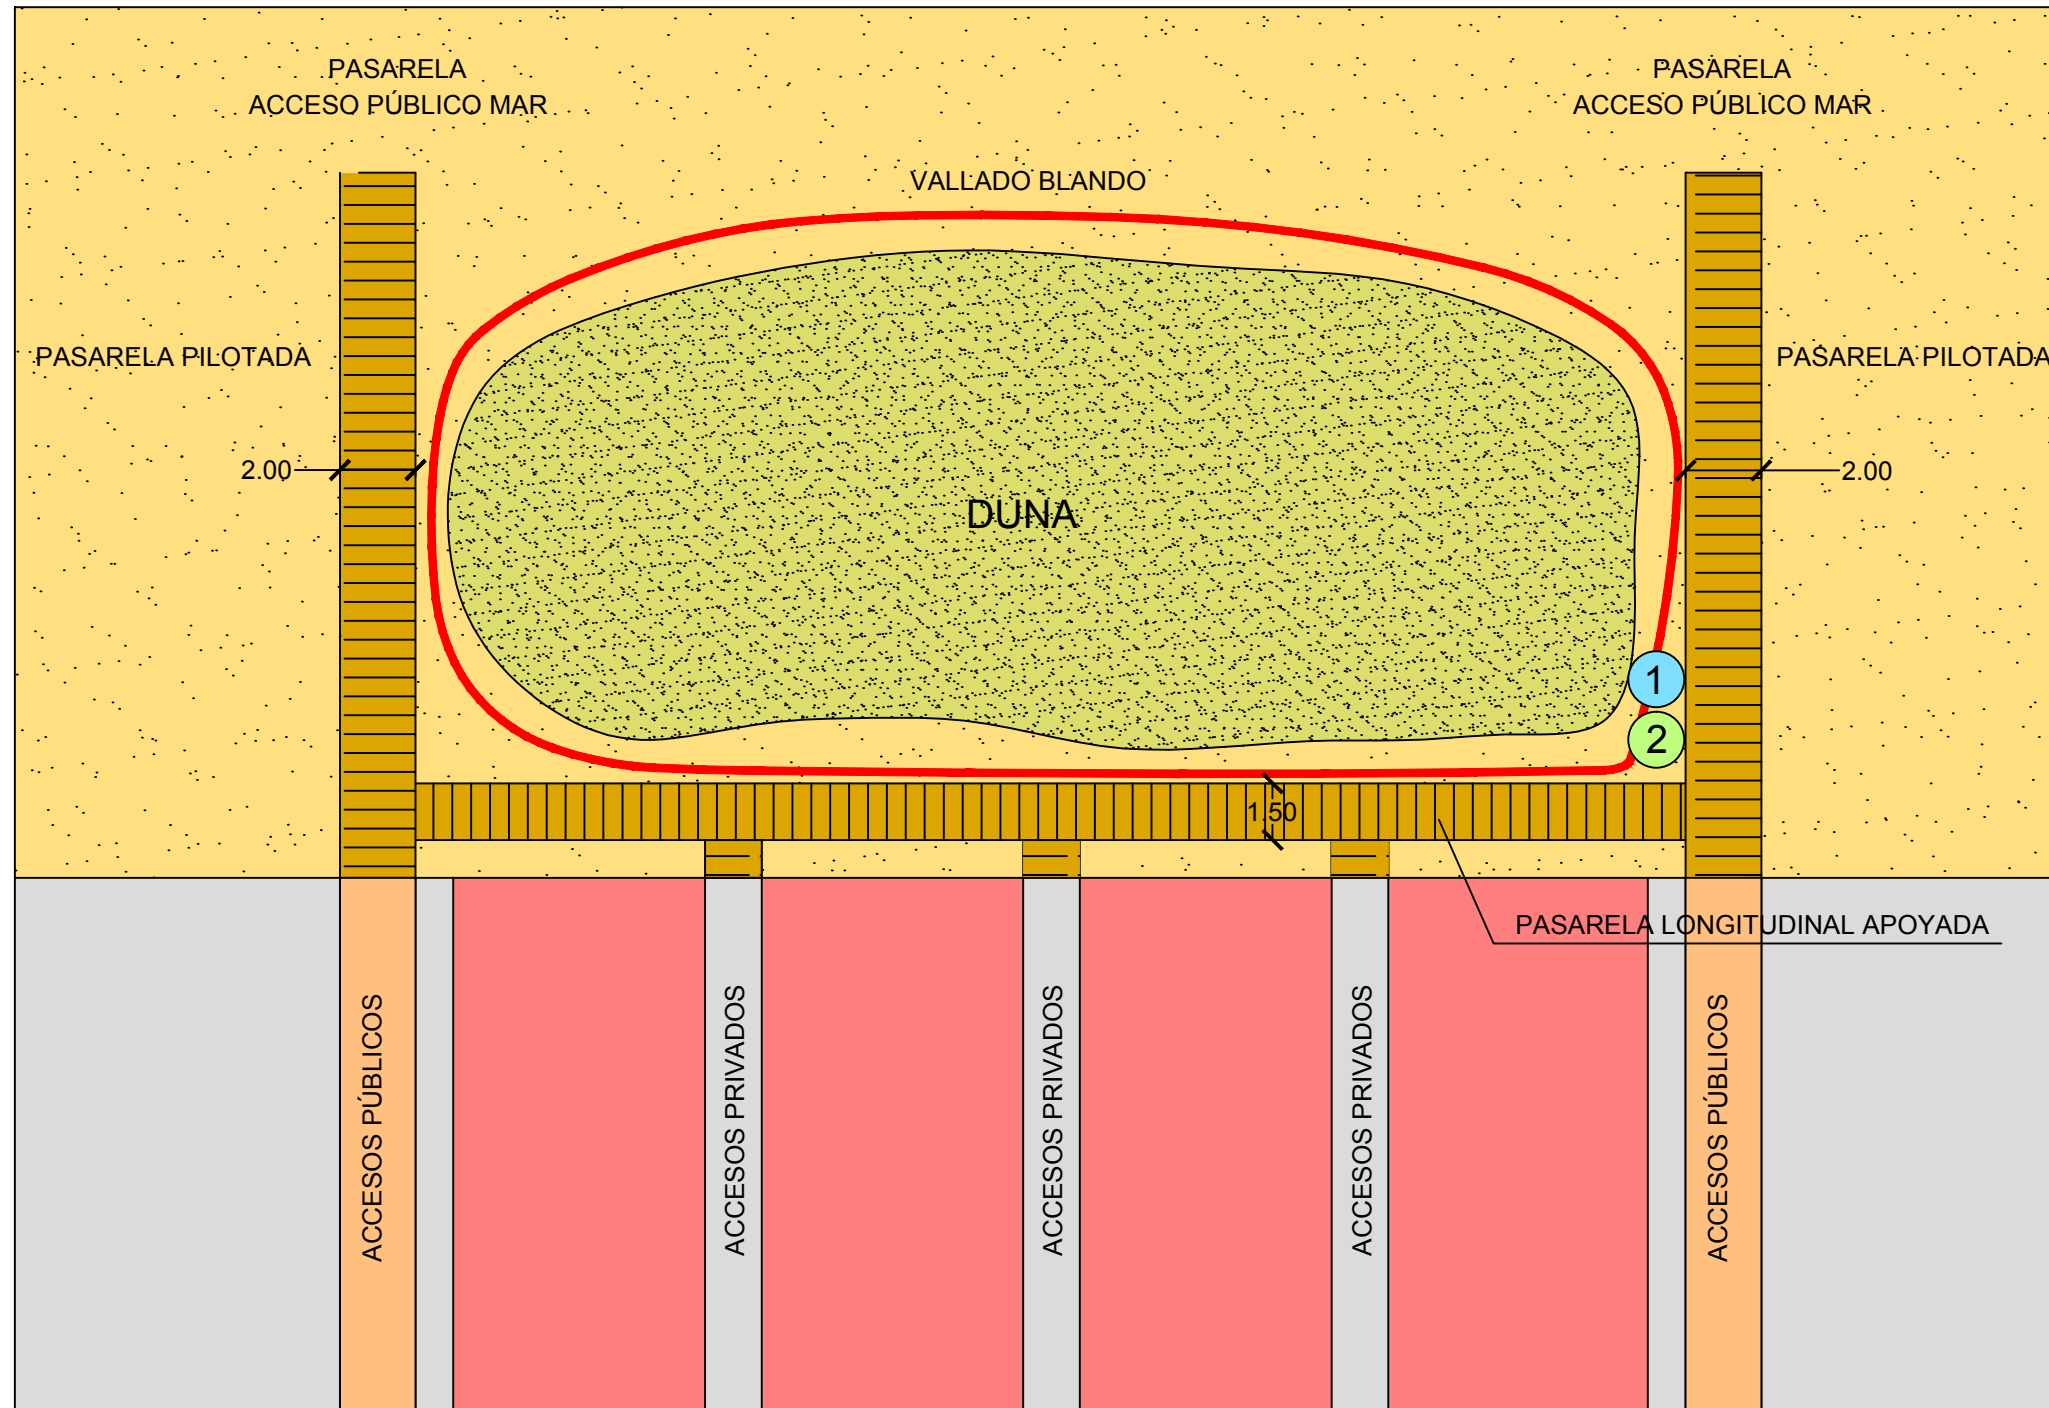 PASARELA
ACCESO PÚBLICO MAR
PASARELA
ACCESO PÚBLICO MAR
VALLADO BLANDO
PASARELA PILOTADA
PASARELA PILOTADA
2.00
2.00
DUNA
1
2
1.50
PASARELA LONGITUDINAL APOYADA
ACCESOS PÚBLICOS
ACCESOS PRIVADOS
ACCESOS PRIVADOS
ACCESOS PRIVADOS
ACCESOS PÚBLICOS